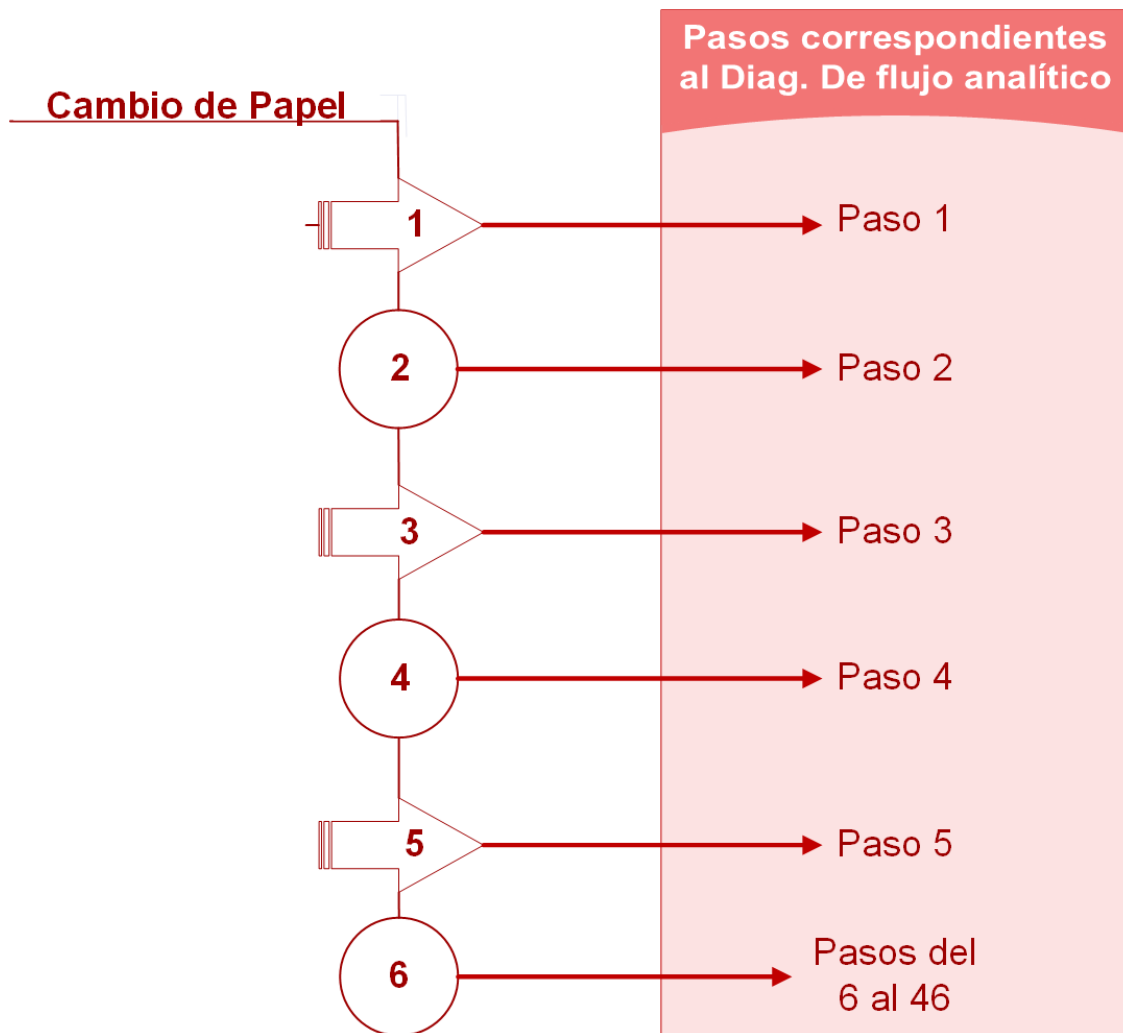 Pasos correspondientes
al Diag. De flujo analítico
Cambio de Papel
1
Paso 1
2
Paso 2
3
Paso 3
4
Paso 4
5
Paso 5
6
Pasos del
6 al 46